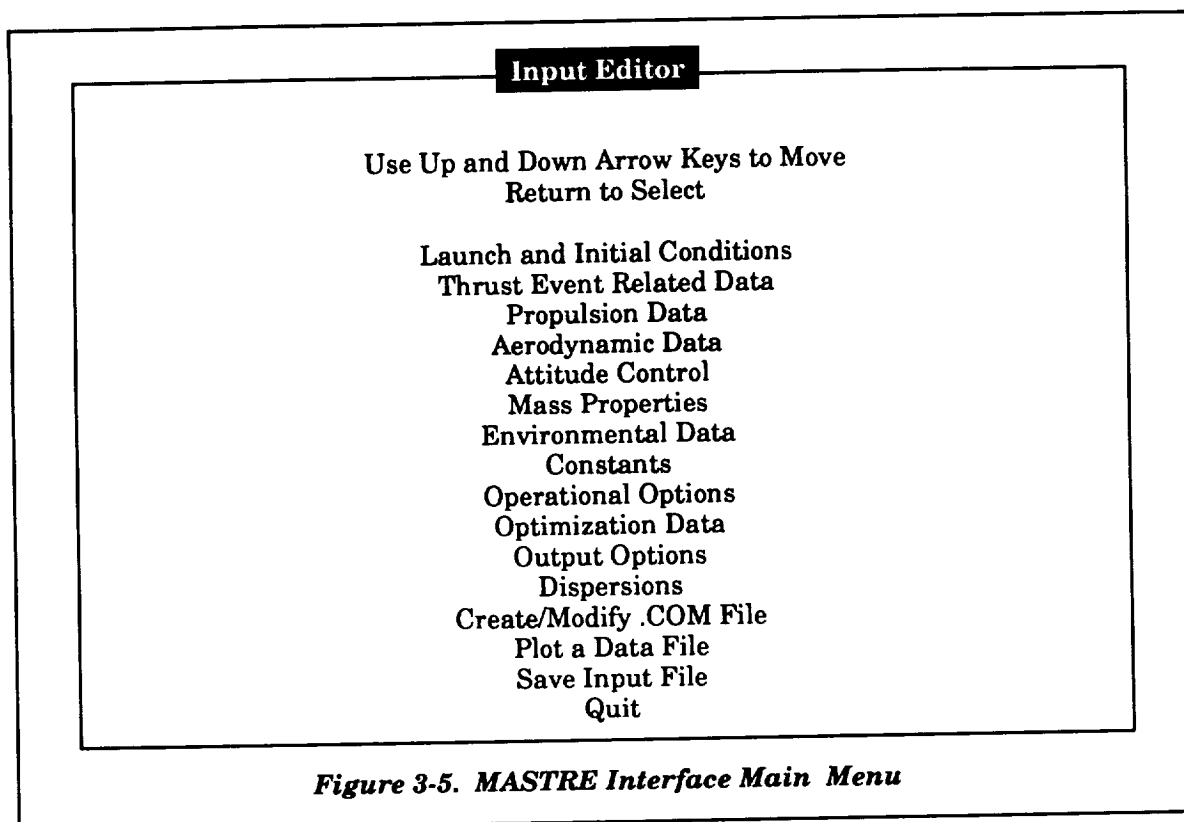 Input Editor
Use Up and Down Arrow Keys to Move
Return to Select
Launch and Initial Conditions
Thrust Event Related Data
Propulsion Data
Aerodynamic Data
Attitude Control
Mass Properties
Environmental Data
Constants
Operational Options
Optimization Data
Output Options
Dispersions
Create/Modify .COM File
Plot a Data File
Save Input File
Quit
Figure 3-5. MASTRE Interface Main Menu